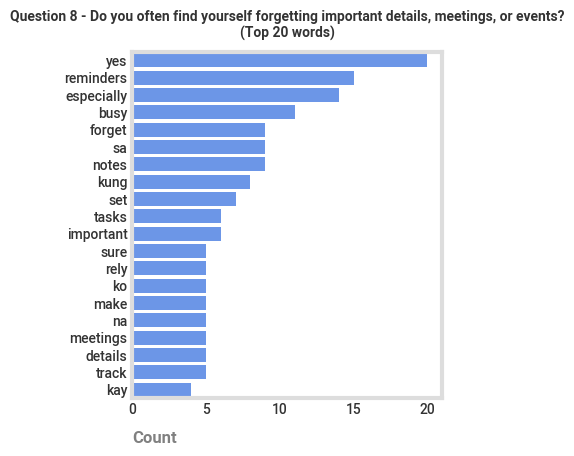 Question 8 - Do you often find yourself forgetting important details, meetings, or events?
(Top 20 words)
yes
reminders
especially
busy
forget
sa
notes
kung
set
tasks
important
sure
rely
ko
make
na
meetings
details
track
kay
0 5 10 15 20
Count